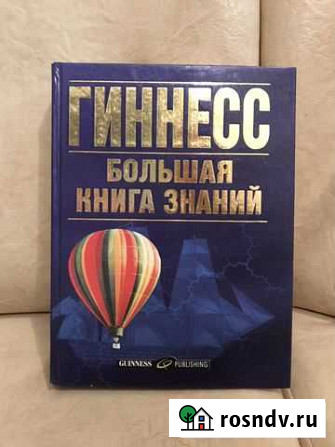 ГИННЕСС
БОЛЬШАЯ
КНИГА ЗНАНИЙ
GUINNESS PUBLISHING
rosndv.ru